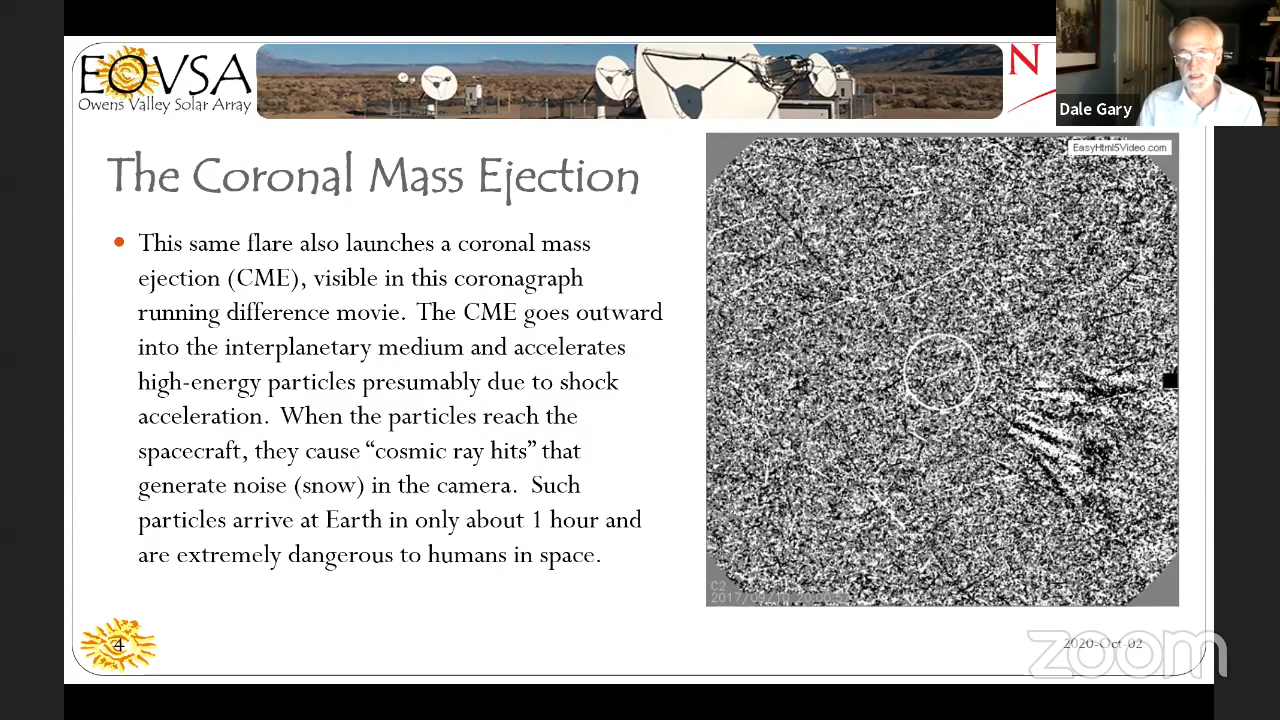 EOVSA
Owens Valley Solar Array
N
Dale Gary
The Coronal Mass Ejection
EasyHtml5Video.com
This same flare also launches a coronal mass
ejection (CME), visible in this coronagraph
running difference movie. The CME goes outward
into the interplanetary medium and accelerates
high-energy particles presumably due to shock
acceleration. When the particles reach the
spacecraft, they cause “cosmic ray hits” that
generate noise (snow) in the camera. Such
particles arrive at Earth in only about 1 hour and
are extremely dangerous to humans in space.
C2
2017/09/10
4
2020-Oct-02
zoom